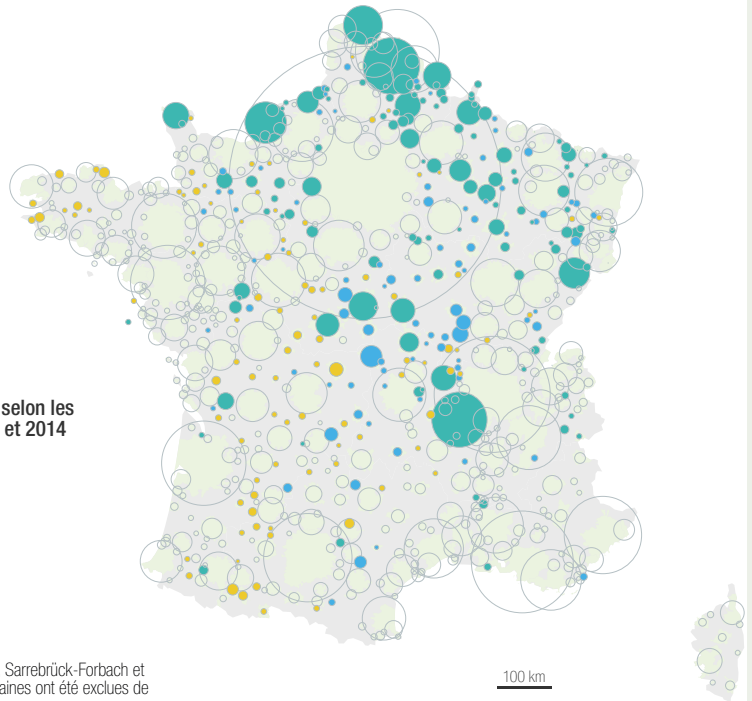 selon les
et 2014
Sarrebrück-Forbach et
aines ont été exclues de
100 km